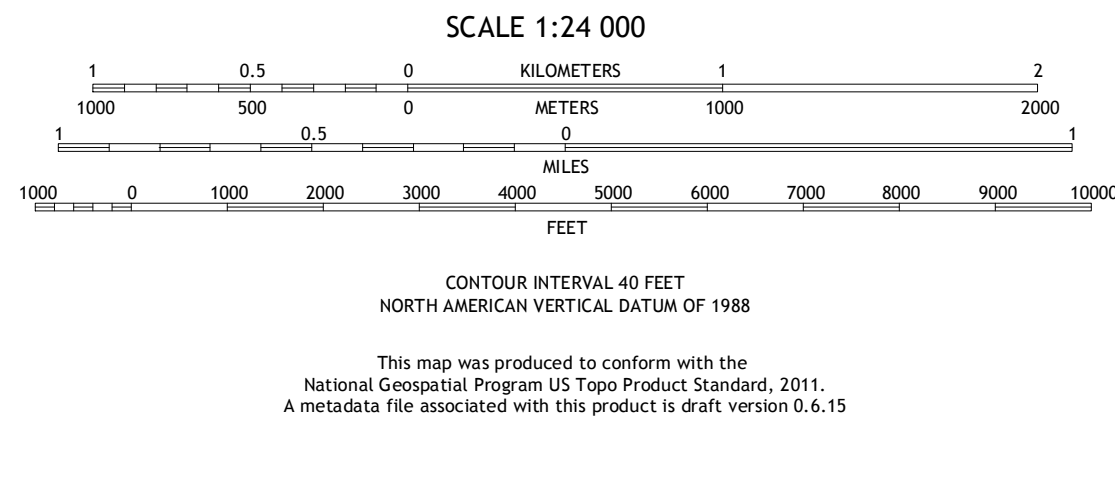 SCALE 1:24 000
1 0.5 0 KILOMETERS 1 2
1000 500 0 METERS 1000 2000
1 0.5 0 1
MILES
1000 0 1000 2000 3000 4000 5000 6000 7000 8000 9000 10000
FEET
CONTOUR INTERVAL 40 FEET
NORTH AMERICAN VERTICAL DATUM OF 1988
This map was produced to conform with the
National Geospatial Program US Topo Product Standard, 2011.
A metadata file associated with this product is draft version 0.6.15